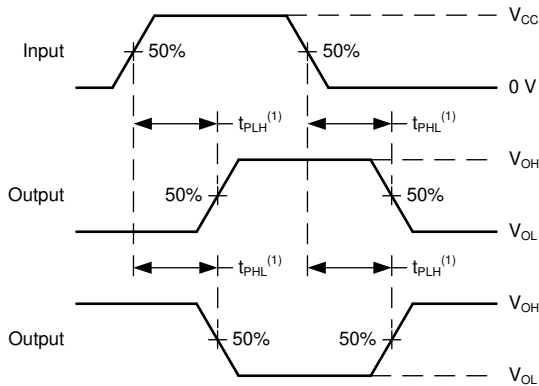 V_CC
Input 50% 50%
0 V
t_PLH^(1) t_PHL^(1)
V_OH
Output 50% 50%
V_OL
t_PHL^(1) t_PLH^(1)
V_OH
Output 50% 50%
V_OL